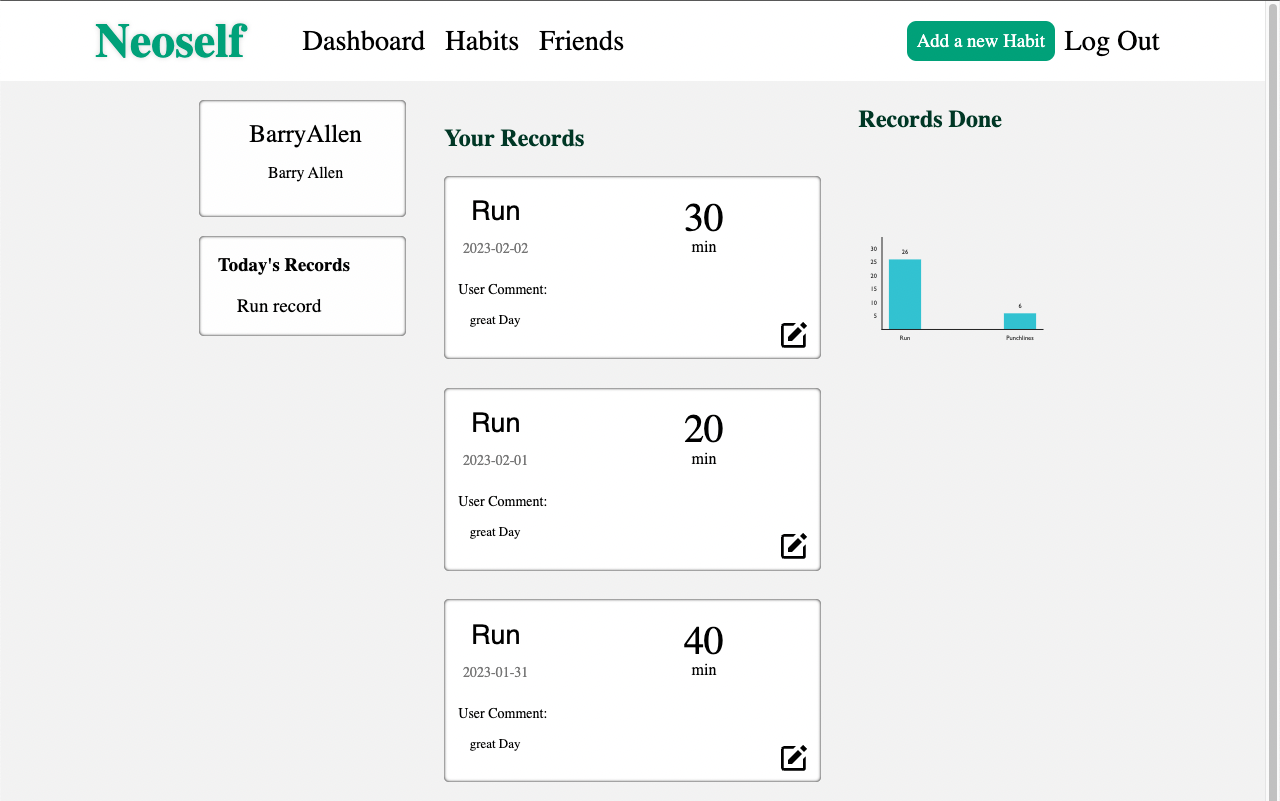 Neoself
Dashboard Habits Friends
Add a new Habit
Log Out
BarryAllen
Barry Allen
Today's Records
Run record
Your Records
Run
2023-02-02
30
min
User Comment:
great Day
Run
2023-02-01
20
min
User Comment:
great Day
Run
2023-01-31
40
min
User Comment:
great Day
Records Done
30
25
20
15
10
5
26
6
Run
Punchlines